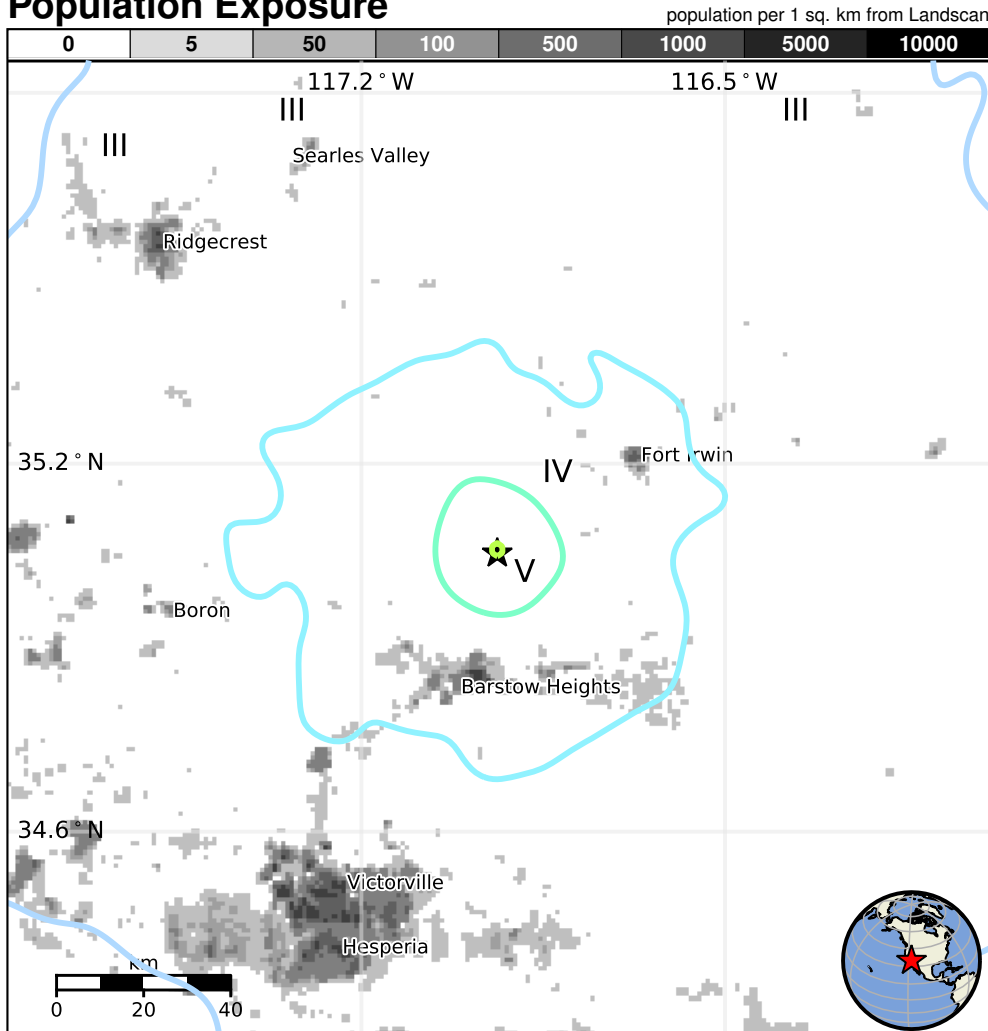 Population Exposure
population per 1 sq. km from Landscan
0 5 50 100 500 1000 5000 10000
117.2°W 116.5°W
III III
III
Searles Valley
Ridgecrest
35.2°N
Fort Irwin
IV
V
Boron
Barstow Heights
34.6°N
Victorville
Hesperia
km
0 20 40